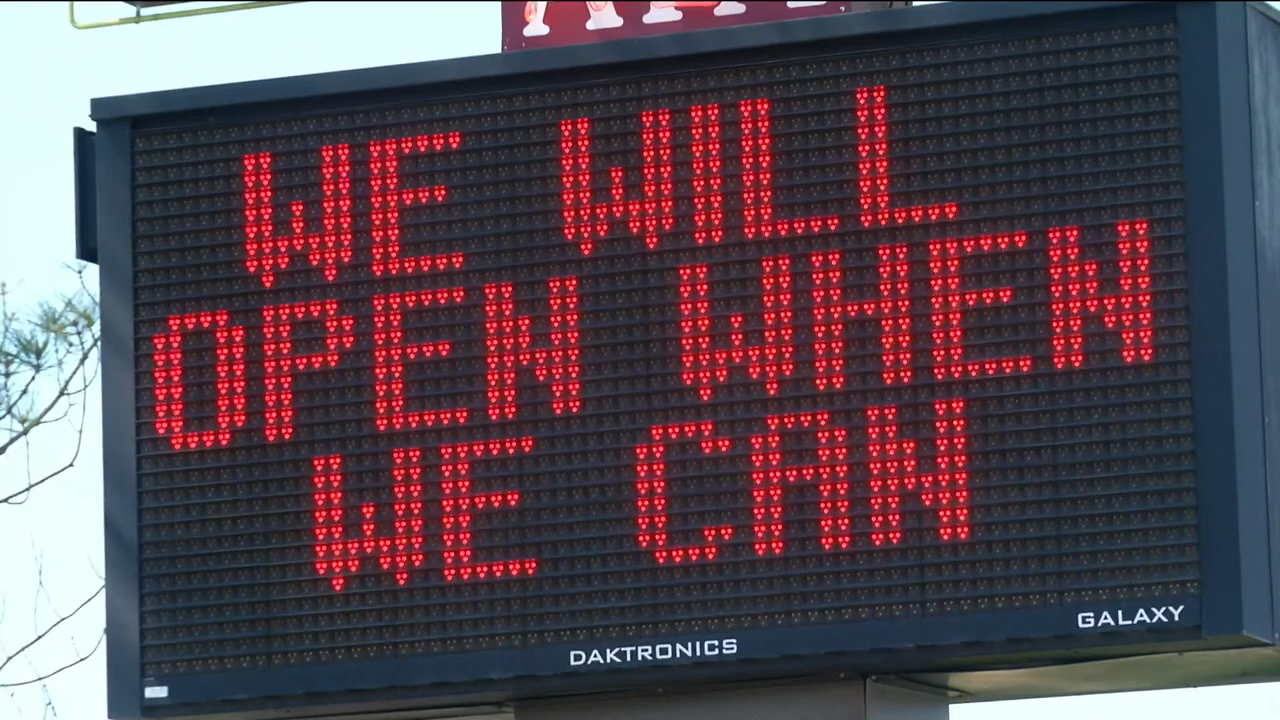 WE WILL
OPEN WHEN
WE CAN
DAKTRONICS
GALAXY